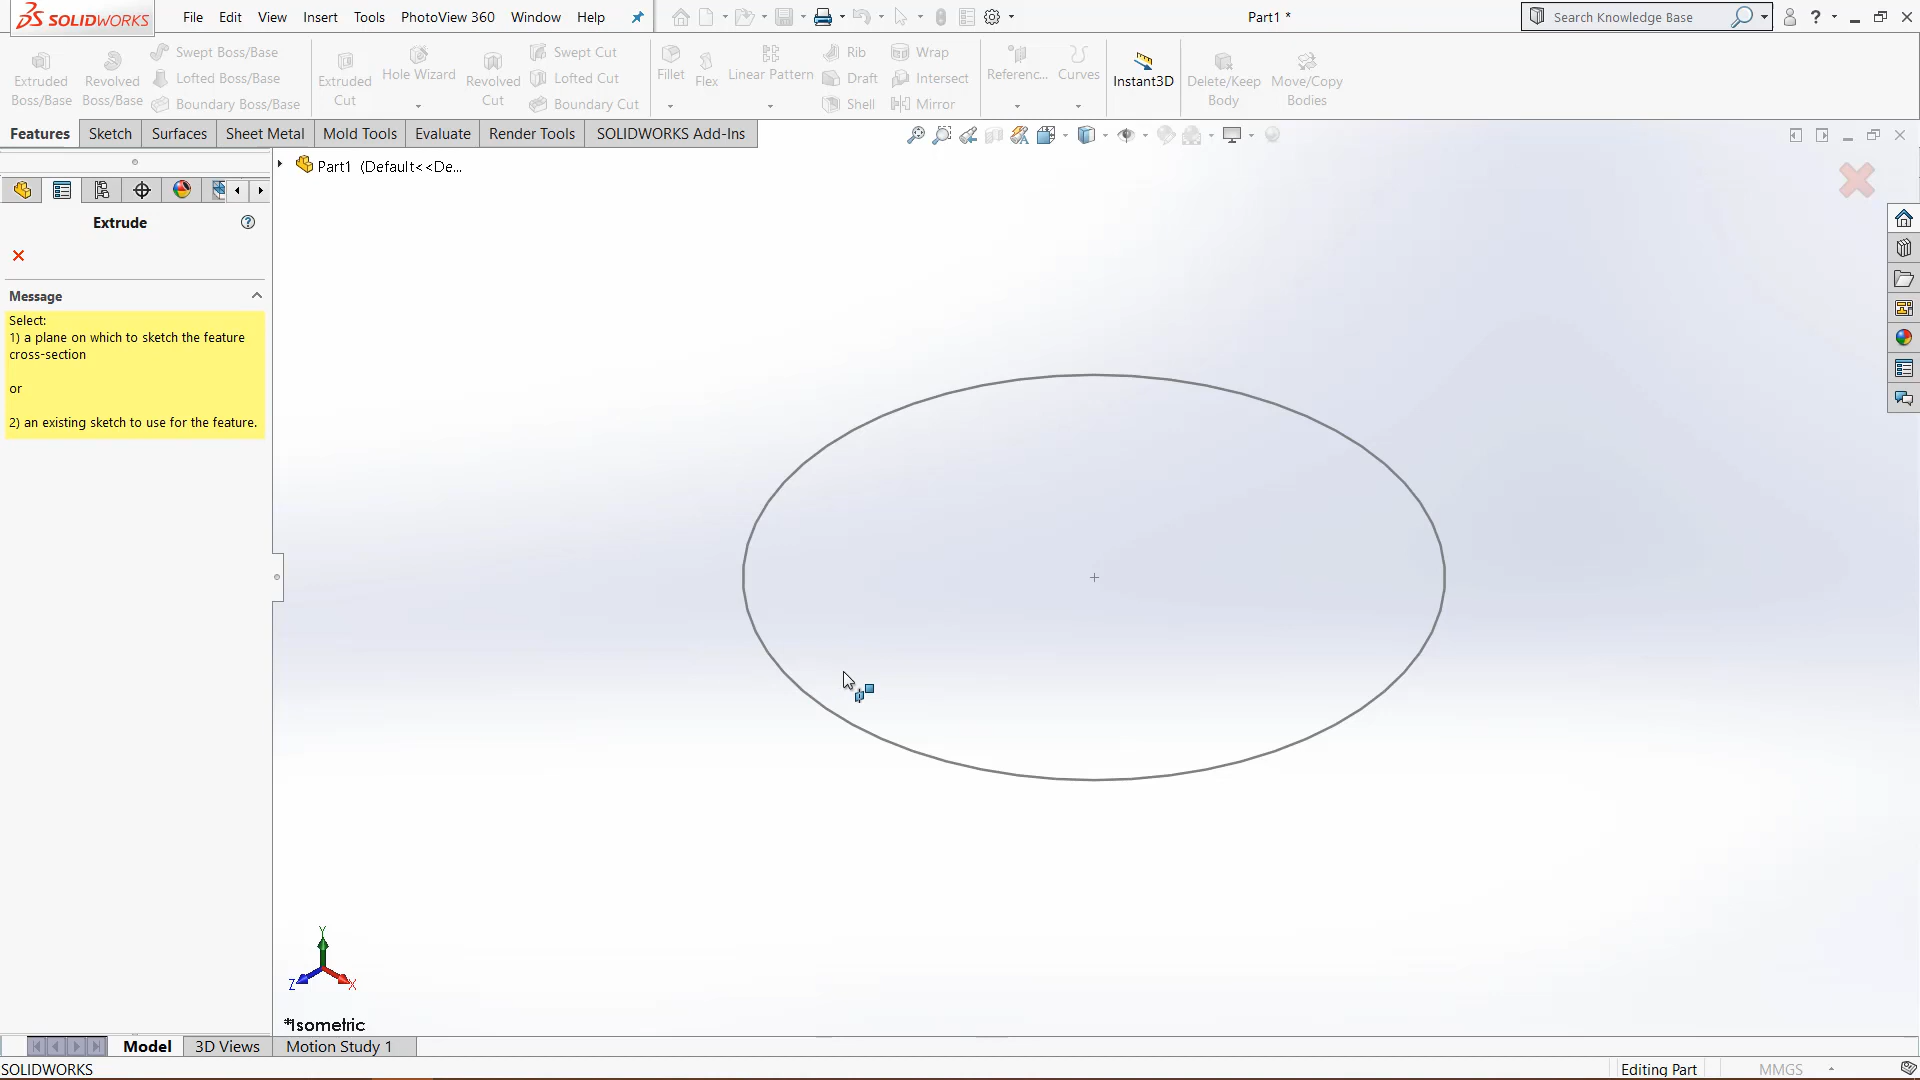 SOLIDWORKS
File Edit View Insert Tools PhotoView 360 Window Help
Part1 *
Search Knowledge Base
?
Extruded Boss/Base
Revolved Boss/Base
Swept Boss/Base
Lofted Boss/Base
Boundary Boss/Base
Extruded Cut
Hole Wizard
Revolved Cut
Swept Cut
Lofted Cut
Boundary Cut
Fillet
Flex
Linear Pattern
Rib
Draft
Shell
Wrap
Intersect
Mirror
Referenc...
Curves
Instant3D
Delete/Keep Body
Move/Copy Bodies
Features Sketch Surfaces Sheet Metal Mold Tools Evaluate Render Tools SOLIDWORKS Add-Ins
Part1 (Default<<De...
Extrude
?
Message
Select:
1) a plane on which to sketch the feature
cross-section
or
2) an existing sketch to use for the feature.
Y
Z
X
*Isometric
Model 3D Views Motion Study 1
SOLIDWORKS
Editing Part
MMGS